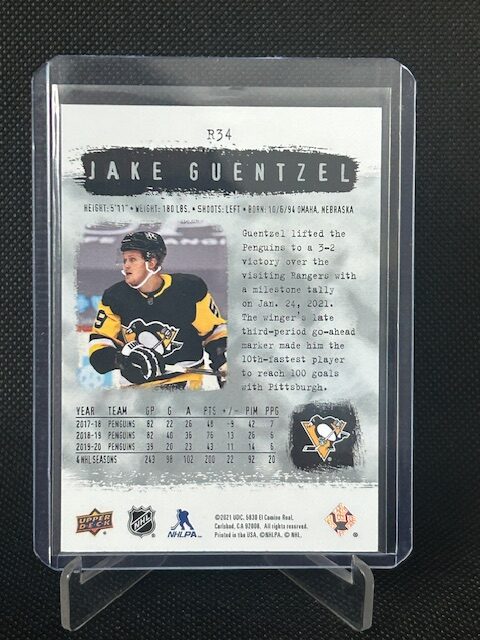 R34
JAKE GUENTZEL
HEIGHT: 5'11" • WEIGHT: 180 LBS. • SHOOTS: LEFT • BORN: 10/6/94 OMAHA, NEBRASKA
Guentzel lifted the
Penguins to a 3-2
victory over the
visiting Rangers with
a milestone tally
on Jan. 24, 2021.
The winger's late
third-period go-ahead
marker made him the
10th-fastest player
to reach 100 goals
with Pittsburgh.
YEAR TEAM GP G A PTS +/- PIM PPG
2017-18 PENGUINS 82 22 26 48 -9 42 7
2018-19 PENGUINS 82 40 36 76 13 26 6
2019-20 PENGUINS 39 20 23 43 11 14 6
4 NHL SEASONS 243 98 102 200 22 92 20
UPPER DECK
NHL
NHLPA
©2021 UDC. 5830 El Camino Real,
Carlsbad, CA 92008. All rights reserved.
Printed in the USA. ©NHLPA. © NHL.